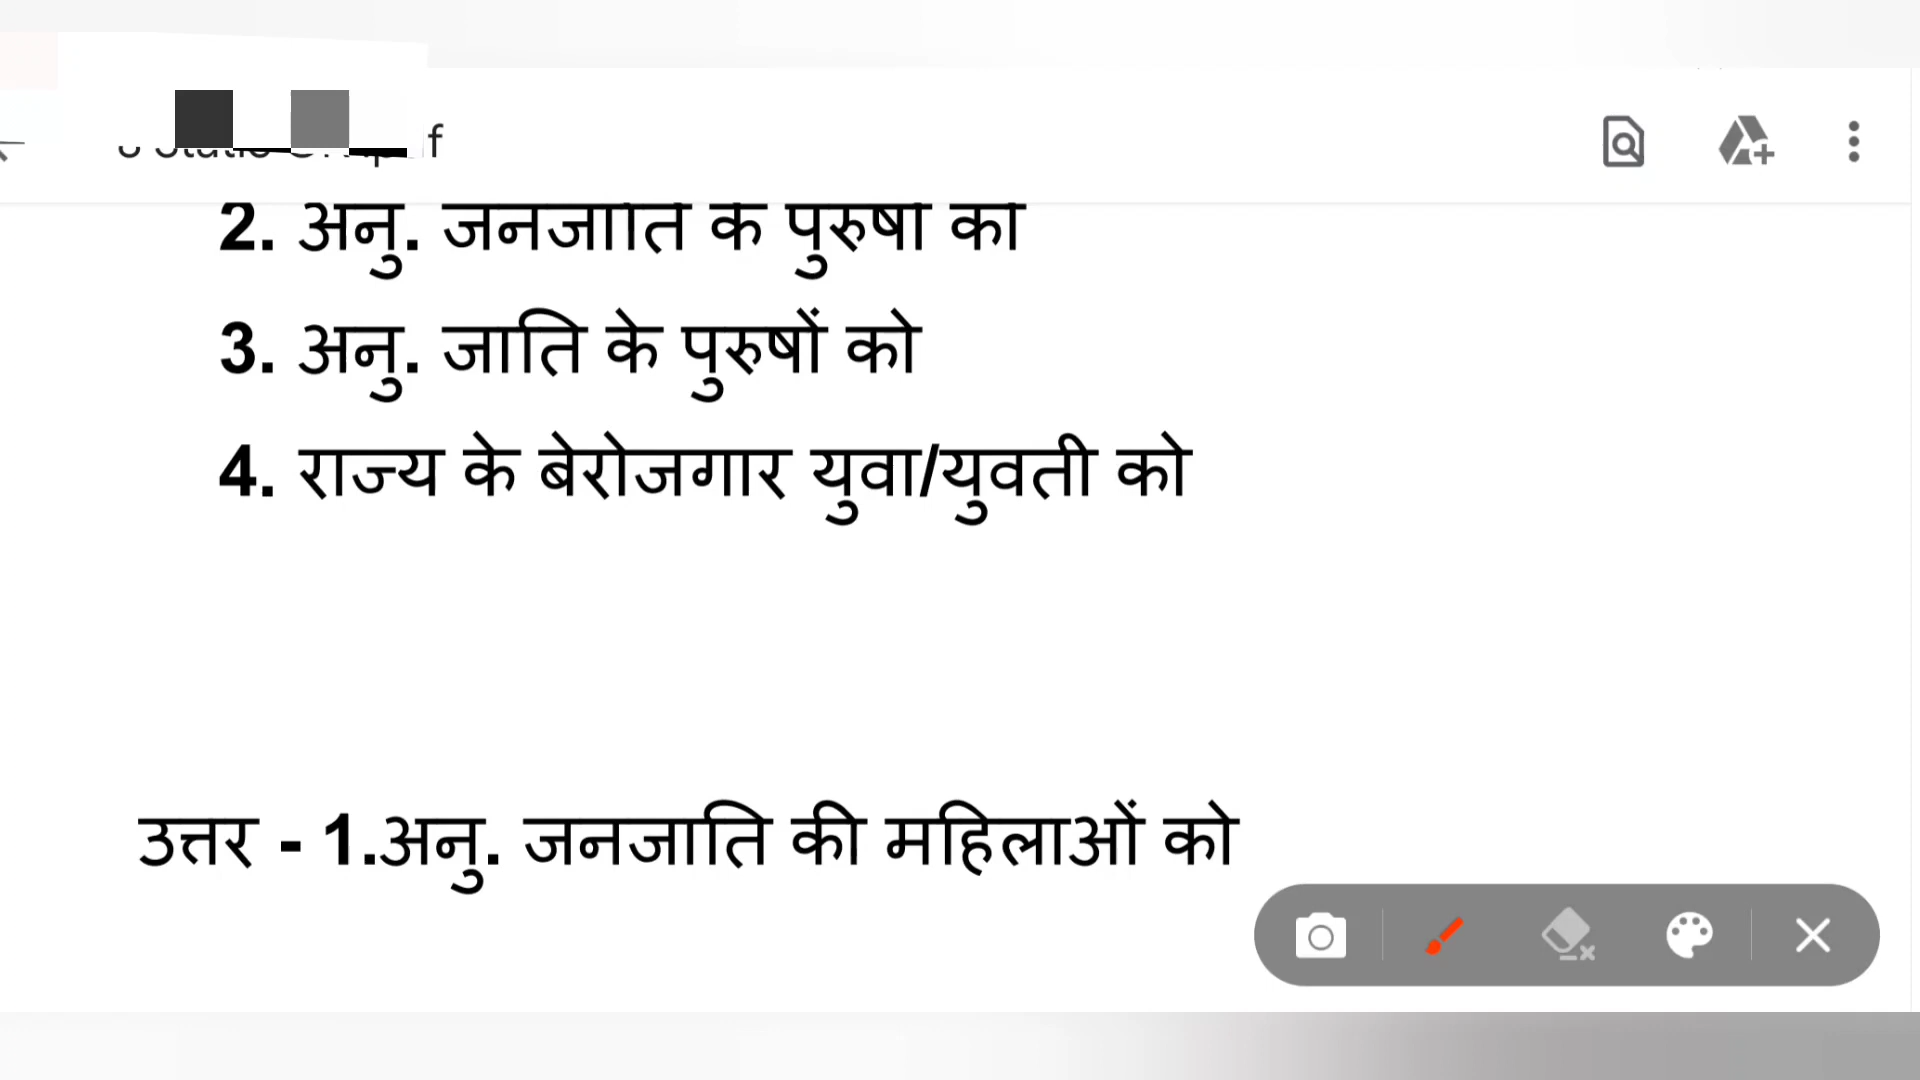 2. अनु. जनजाति के पुरुषों को
3. अनु. जाति के पुरुषों को
4. राज्य के बेरोजगार युवा/युवती को
उत्तर - 1.अनु. जनजाति की महिलाओं को